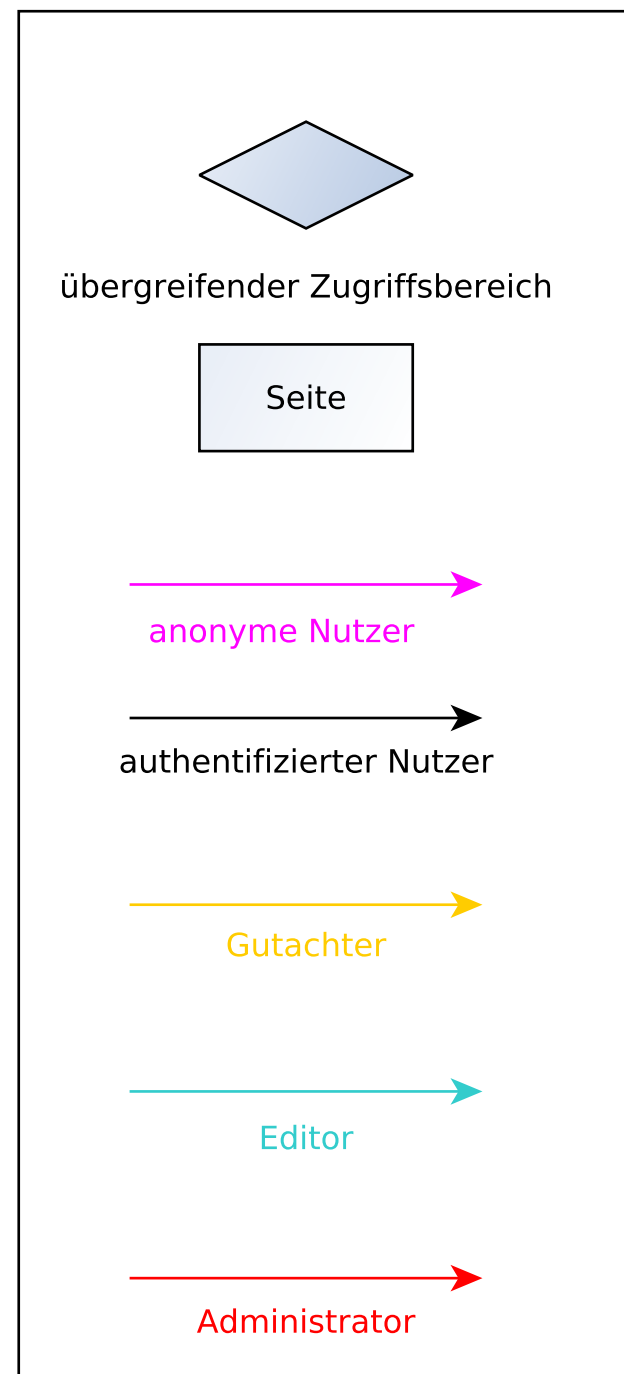 übergreifender Zugriffsbereich
Seite
anonyme Nutzer
authentifizierter Nutzer
Gutachter
Editor
Administrator